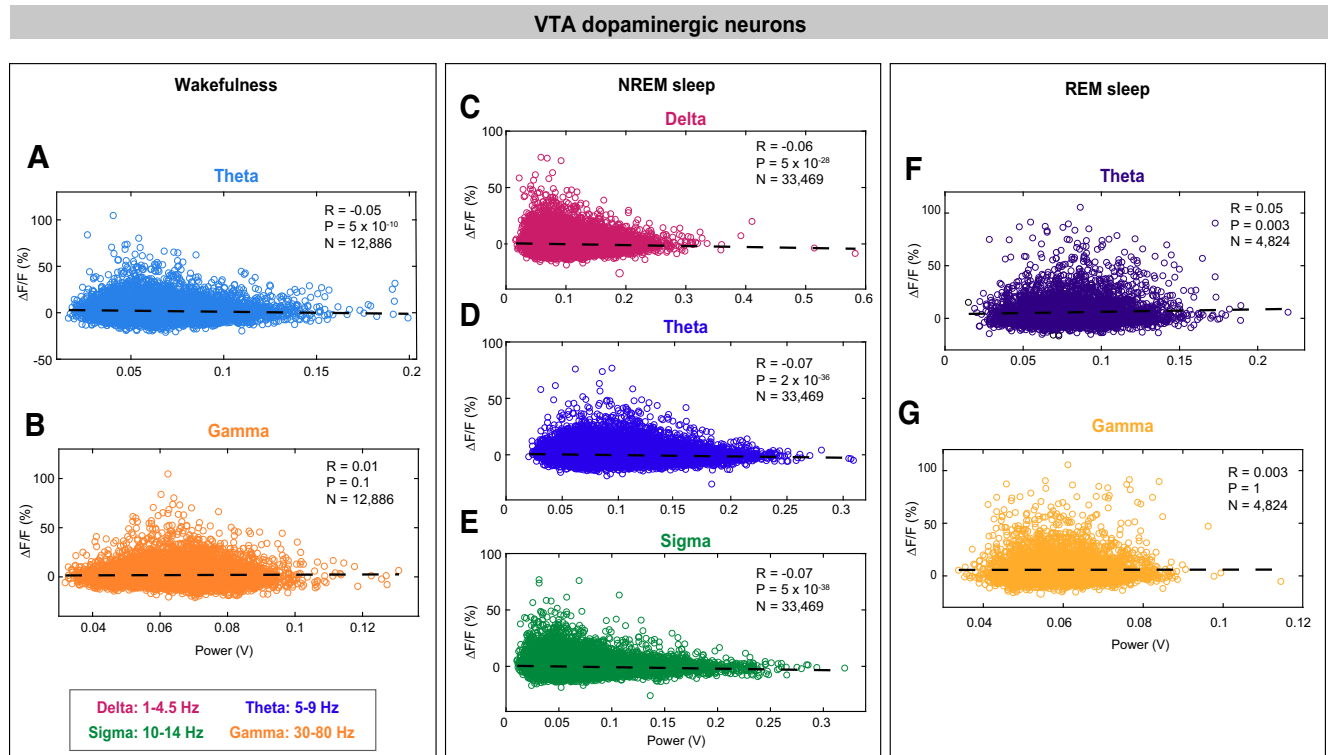 VTA dopaminergic neurons
Wakefulness
A
Theta
R = -0.05
P = 5 x 10-10
N = 12,886
ΔF/F (%)
100
50
0
-50
0.05
0.1
0.15
0.2
B
Gamma
R = 0.01
P = 0.1
N = 12,886
ΔF/F (%)
100
50
0
0.04
0.06
0.08
0.1
0.12
Power (V)
Delta: 1-4.5 Hz
Theta: 5-9 Hz
Sigma: 10-14 Hz
Gamma: 30-80 Hz
NREM sleep
C
Delta
R = -0.06
P = 5 x 10-28
N = 33,469
ΔF/F (%)
100
50
0
0
0.1
0.2
0.3
0.4
0.5
0.6
D
Theta
R = -0.07
P = 2 x 10-36
N = 33,469
ΔF/F (%)
100
50
0
0
0.05
0.1
0.15
0.2
0.25
0.3
E
Sigma
R = -0.07
P = 5 x 10-38
N = 33,469
ΔF/F (%)
100
50
0
0
0.05
0.1
0.15
0.2
0.25
0.3
Power (V)
REM sleep
F
Theta
R = 0.05
P = 0.003
N = 4,824
ΔF/F (%)
100
50
0
0
0.05
0.1
0.15
0.2
G
Gamma
R = 0.003
P = 1
N = 4,824
ΔF/F (%)
100
50
0
0.04
0.06
0.08
0.1
0.12
Power (V)